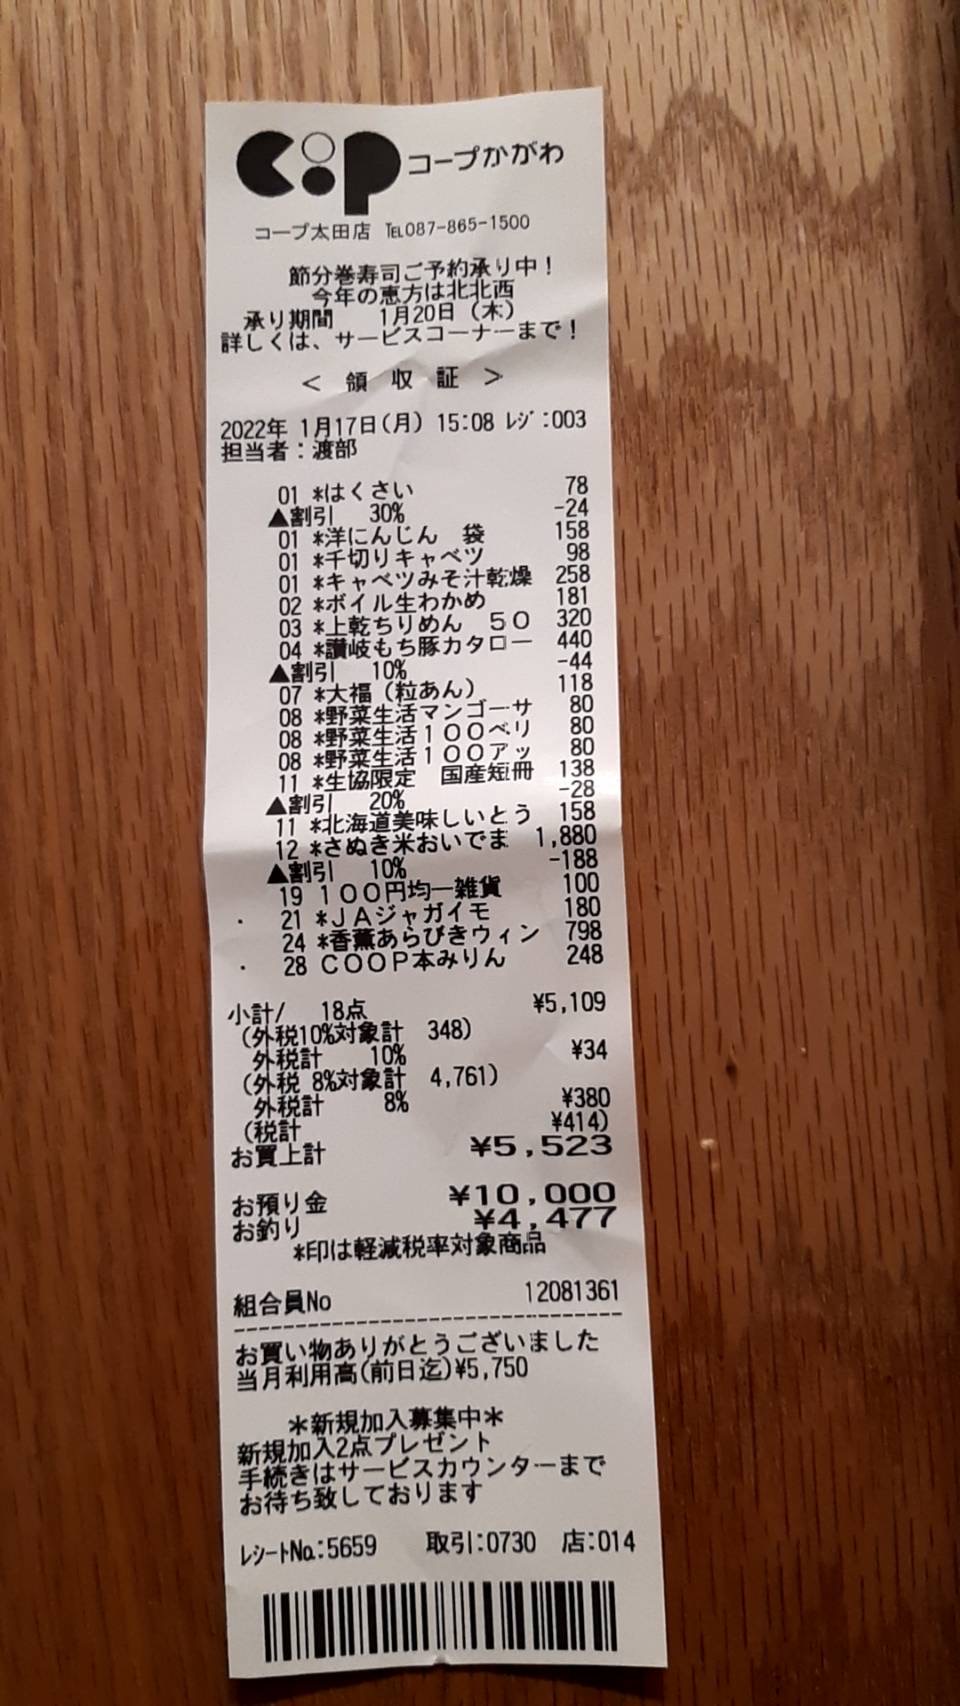 COP コープかがわ
コープ太田店 TEL087-865-1500
節分巻寿司ご予約承り中！
今年の恵方は北北西
承り期間 1月20日（木）
詳しくは、サービスコーナーまで！
＜ 領 収 証 ＞
2022年 1月17日(月) 15:08 ﾚｼﾞ:003
担当者：渡部
01 *はくさい 78
▲割引 30% -24
01 *洋にんじん 袋 158
01 *千切りキャベツ 98
01 *キャベツみそ汁乾燥 258
02 *ボイル生わかめ 181
03 *上乾ちりめん ５０ 320
04 *讃岐もち豚カタロー 440
▲割引 10% -44
07 *大福（粒あん） 118
08 *野菜生活マンゴーサ 80
08 *野菜生活１００ベリ 80
08 *野菜生活１００アッ 80
11 *生協限定 国産短冊 138
▲割引 20% -28
11 *北海道美味しいとう 158
12 *さぬき米おいでま 1,880
▲割引 10% -188
19 １００円均一雑貨 100
21 *ＪＡジャガイモ 180
24 *香薫あらびきウィン 798
28 ＣＯＯＰ本みりん 248
小計/ 18点 ¥5,109
(外税10%対象計 348)
外税計 10% ¥34
(外税 8%対象計 4,761)
外税計 8% ¥380
(税計 ¥414)
お買上計 ¥5,523
お預り金 ¥10,000
お釣り ¥4,477
*印は軽減税率対象商品
組合員No 12081361
お買い物ありがとうございました
当月利用高(前日迄)¥5,750
＊新規加入募集中＊
新規加入2点プレゼント
手続きはサービスカウンターまで
お待ち致しております
ﾚｼｰﾄNo.:5659 取引:0730 店:014